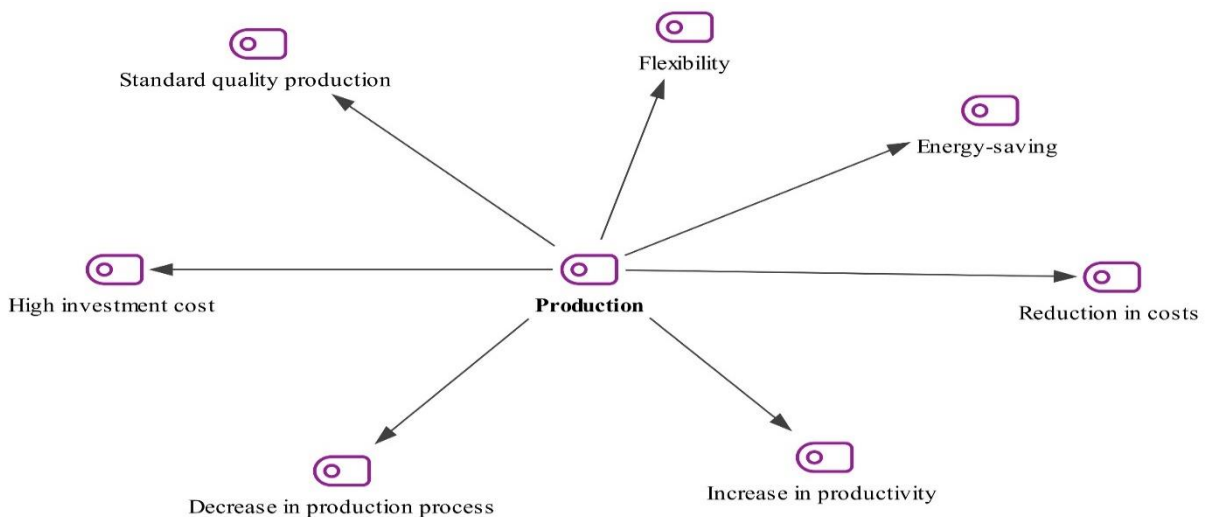 Flexibility
Standard quality production
Energy-saving
High investment cost
Production
Reduction in costs
Decrease in production process
Increase in productivity